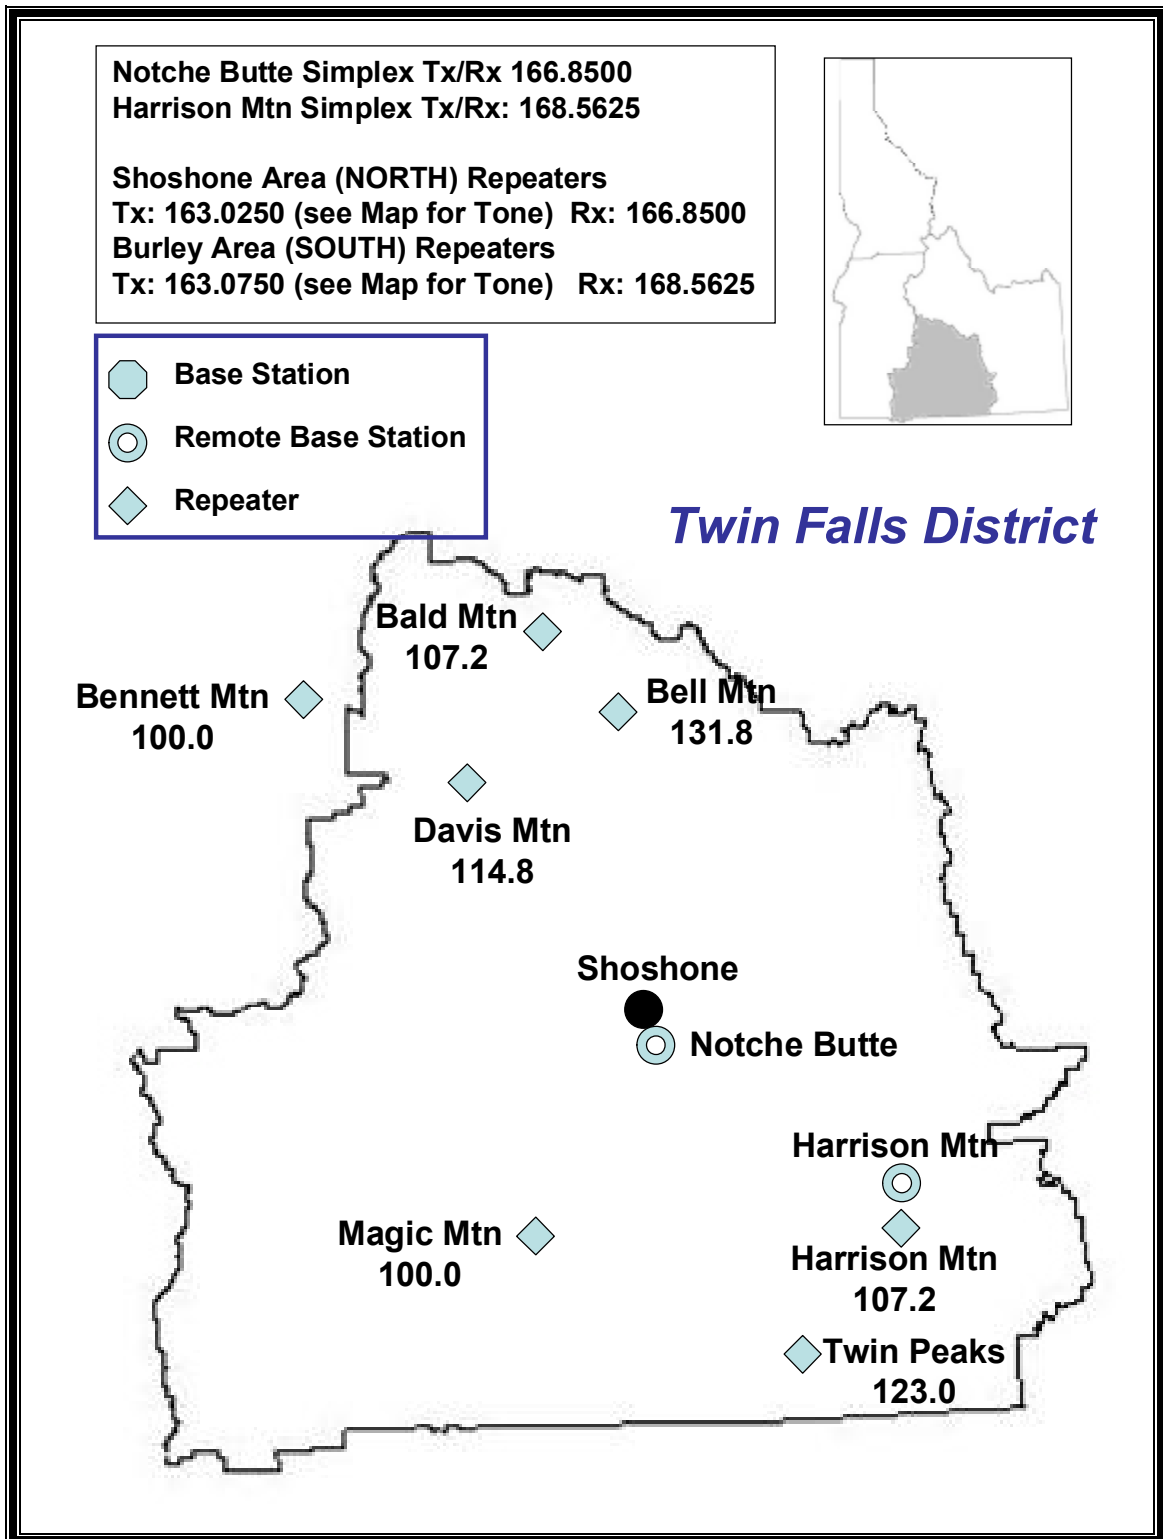 Notche Butte Simplex Tx/Rx 166.8500
Harrison Mtn Simplex Tx/Rx: 168.5625
Shoshone Area (NORTH) Repeaters
Tx: 163.0250 (see Map for Tone) Rx: 166.8500
Burley Area (SOUTH) Repeaters
Tx: 163.0750 (see Map for Tone) Rx: 168.5625
Base Station
Remote Base Station
Repeater
Twin Falls District
Bald Mtn
107.2
Bennett Mtn
100.0
Bell Mtn
131.8
Davis Mtn
114.8
Shoshone
Notche Butte
Harrison Mtn
Magic Mtn
100.0
Harrison Mtn
107.2
Twin Peaks
123.0